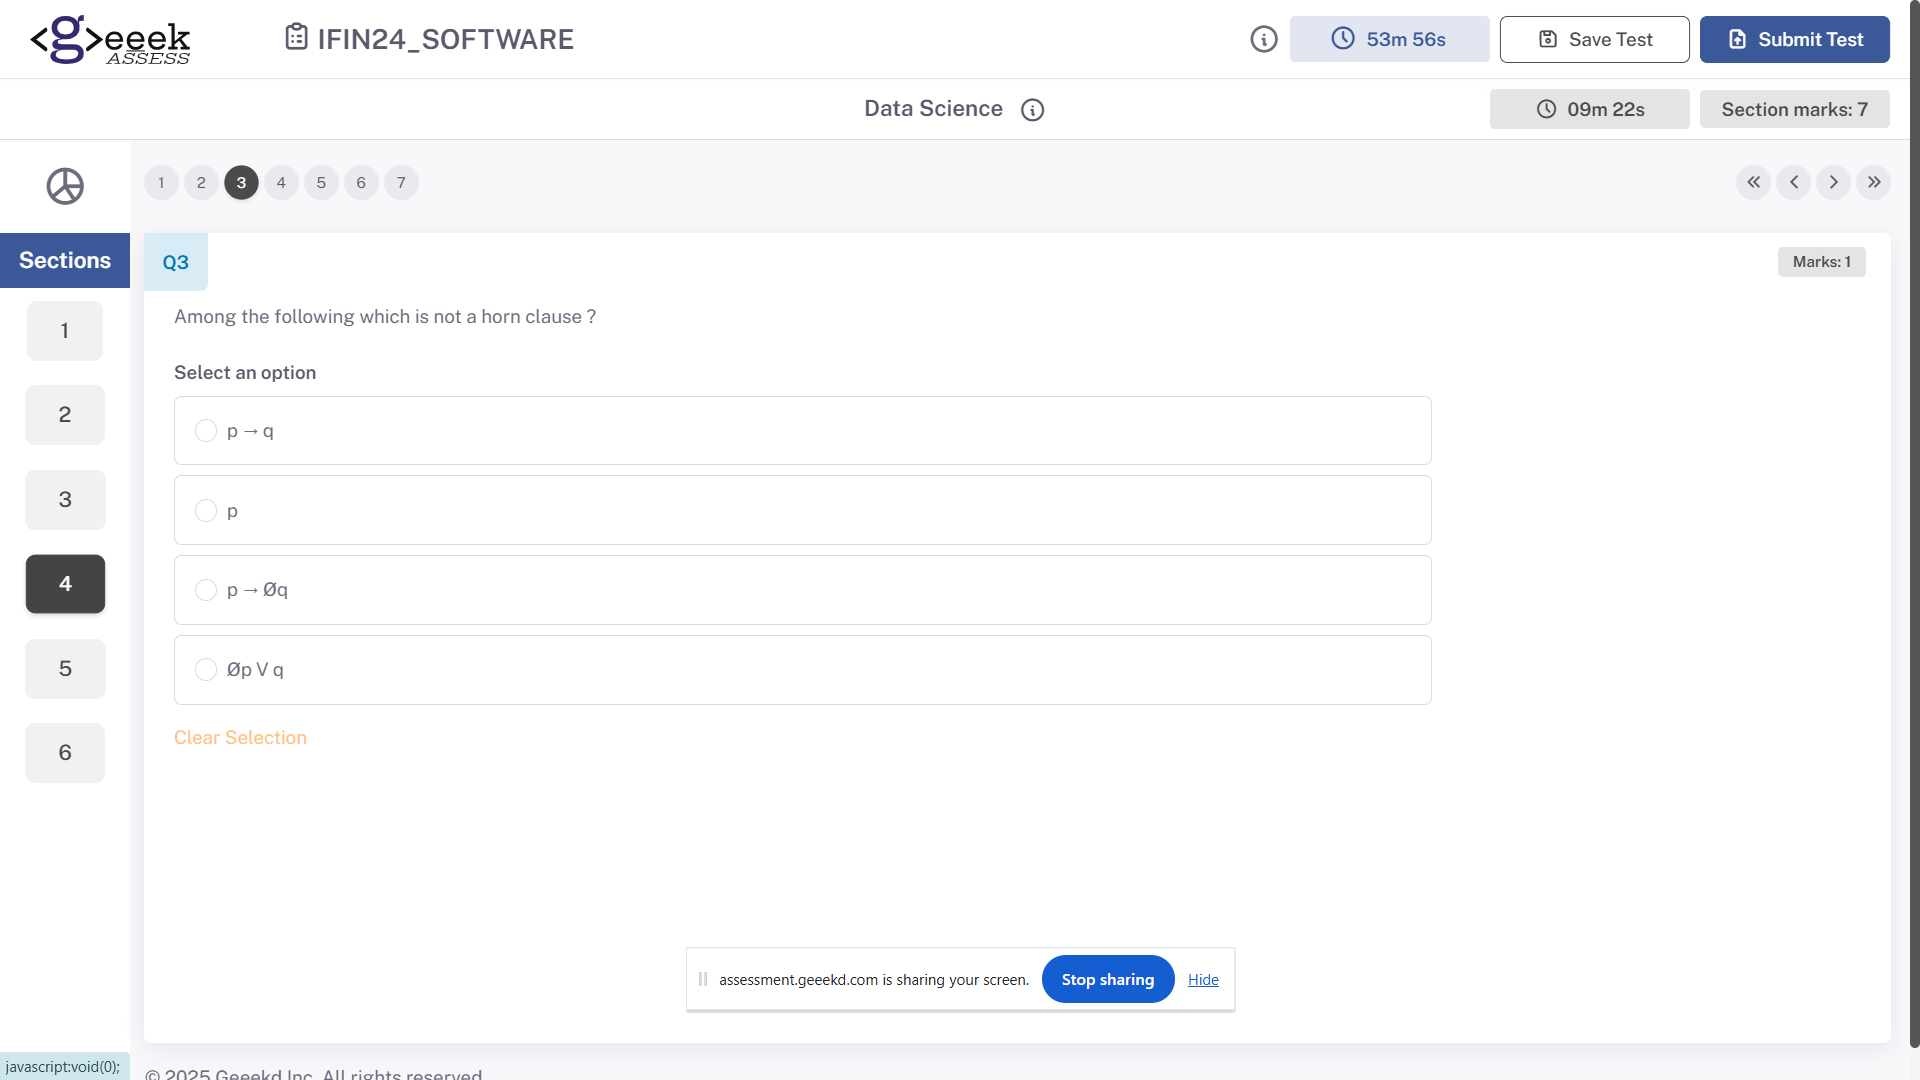 <g>eeek
ASSESS
IFIN24_SOFTWARE
53m 56s
Save Test
Submit Test
Data Science
09m 22s
Section marks: 7
1 2 3 4 5 6 7
Sections
1
2
3
4
5
6
Q3
Marks: 1
Among the following which is not a horn clause ?
Select an option
p → q
p
p → Øq
Øp V q
Clear Selection
assessment.geeekd.com is sharing your screen.
Stop sharing
Hide
javascript:void(0);
© 2025 Geeekd Inc. All rights reserved